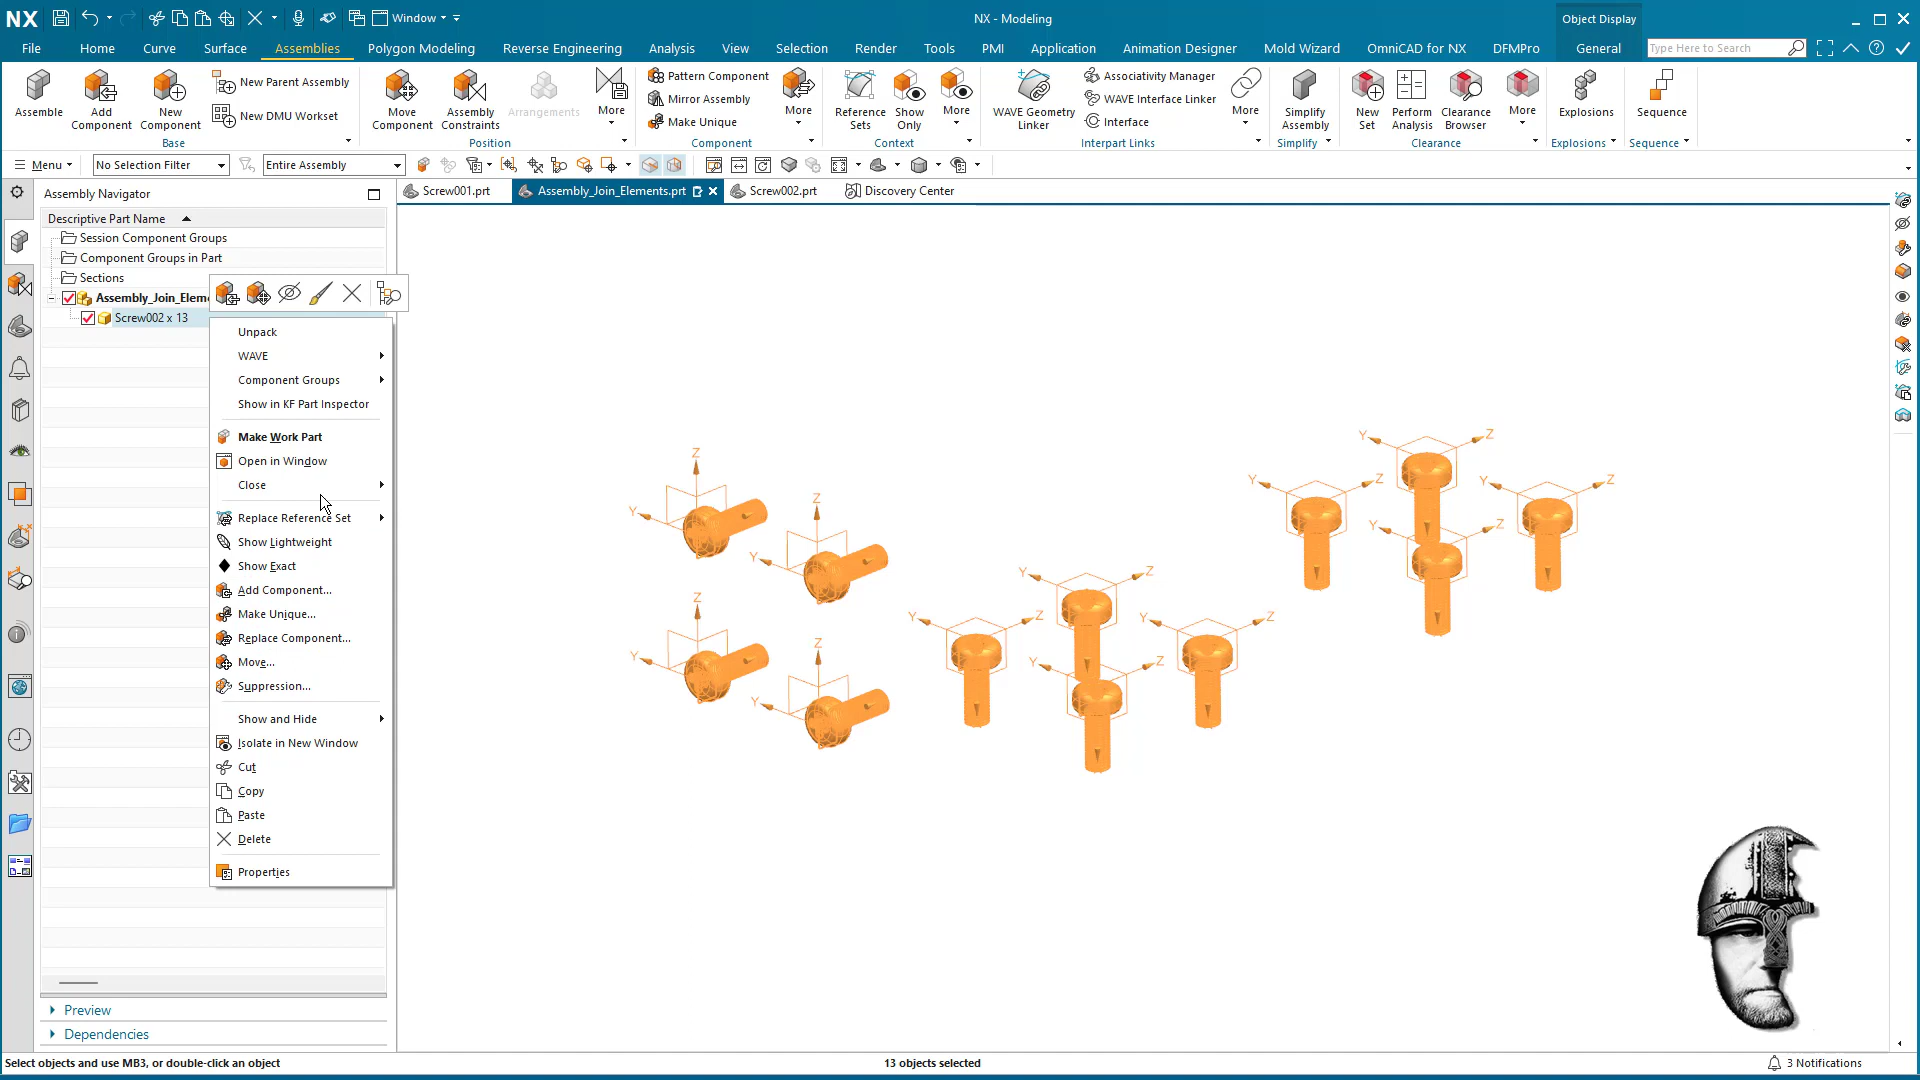 NX
Window
NX - Modeling
Object Display
File
Home
Curve
Surface
Assemblies
Polygon Modeling
Reverse Engineering
Analysis
View
Selection
Render
Tools
PMI
Application
Animation Designer
Mold Wizard
OmniCAD for NX
DFMPro
General
Type Here to Search
Assemble
Add Component
New Component
New Parent Assembly
New DMU Workset
Base
Move Component
Assembly Constraints
Arrangements
More
Position
Pattern Component
Mirror Assembly
Make Unique
More
Component
Reference Sets
Show Only
More
Context
WAVE Geometry Linker
Associativity Manager
WAVE Interface Linker
Interface
More
Interpart Links
Simplify Assembly
Simplify
New Set
Perform Analysis
Clearance Browser
More
Clearance
Explosions
Explosions
Sequence
Sequence
Menu
No Selection Filter
Entire Assembly
Assembly Navigator
Screw001.prt
Assembly_Join_Elements.prt
Screw002.prt
Discovery Center
Descriptive Part Name
Session Component Groups
Component Groups in Part
Sections
Assembly_Join_Elem
Screw002 x 13
Unpack
WAVE
Component Groups
Show in KF Part Inspector
Make Work Part
Open in Window
Close
Replace Reference Set
Show Lightweight
Show Exact
Add Component...
Make Unique...
Replace Component...
Move...
Suppression...
Show and Hide
Isolate in New Window
Cut
Copy
Paste
Delete
Properties
Z
Y
Z
Y
Z
Y
Z
Y
Y
Z
Y
Z
Y
Z
Y
Z
Y
Z
Y
Z
Y
Z
Y
Z
Preview
Dependencies
Select objects and use MB3, or double-click an object
13 objects selected
3 Notifications